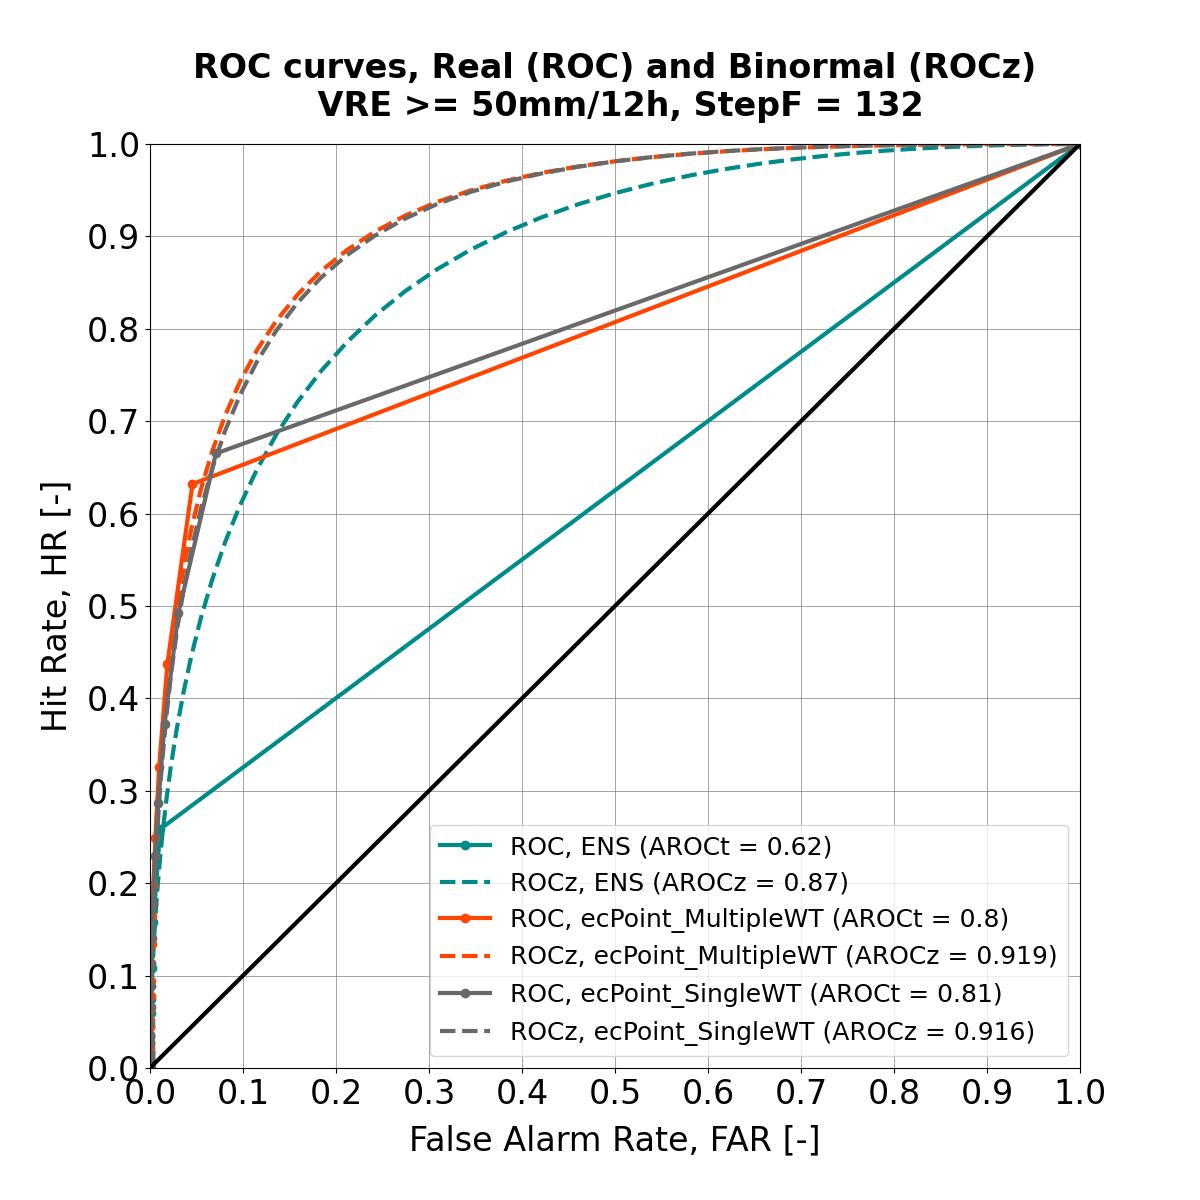 ROC curves, Real (ROC) and Binormal (ROCz)
VRE >= 50mm/12h, StepF = 132
1.0
0.9
0.8
0.7
0.6
0.5
0.4
0.3
0.2
0.1
0.0
Hit Rate, HR [-]
ROC, ENS (AROCt = 0.62)
ROCz, ENS (AROCz = 0.87)
ROC, ecPoint_MultipleWT (AROCt = 0.8)
ROCz, ecPoint_MultipleWT (AROCz = 0.919)
ROC, ecPoint_SingleWT (AROCt = 0.81)
ROCz, ecPoint_SingleWT (AROCz = 0.916)
0.0 0.1 0.2 0.3 0.4 0.5 0.6 0.7 0.8 0.9 1.0
False Alarm Rate, FAR [-]